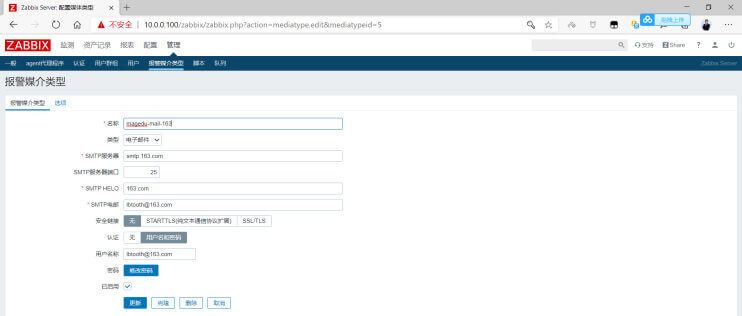 Zabbix Server: 配置媒体类型
不安全 | 10.0.0.100/zabbix/zabbix.php?action=mediatype.edit&mediatypeid=5
拖拽上传
ZABBIX 监测 资产记录 报表 配置 管理 支持 Share ?
一般 agent代理程序 认证 用户群组 用户 报警媒介类型 脚本 队列 Zabbix Server
报警媒介类型
报警媒介类型 选项
* 名称 magedu-mail-163
类型 电子邮件
* SMTP服务器 smtp.163.com
SMTP服务器端口 25
* SMTP HELO 163.com
* SMTP电邮 lbtooth@163.com
安全链接 无 STARTTLS(纯文本通信协议扩展) SSL/TLS
认证 无 用户名和密码
用户名称 lbtooth@163.com
密码 修改密码
已启用
更新 克隆 删除 取消